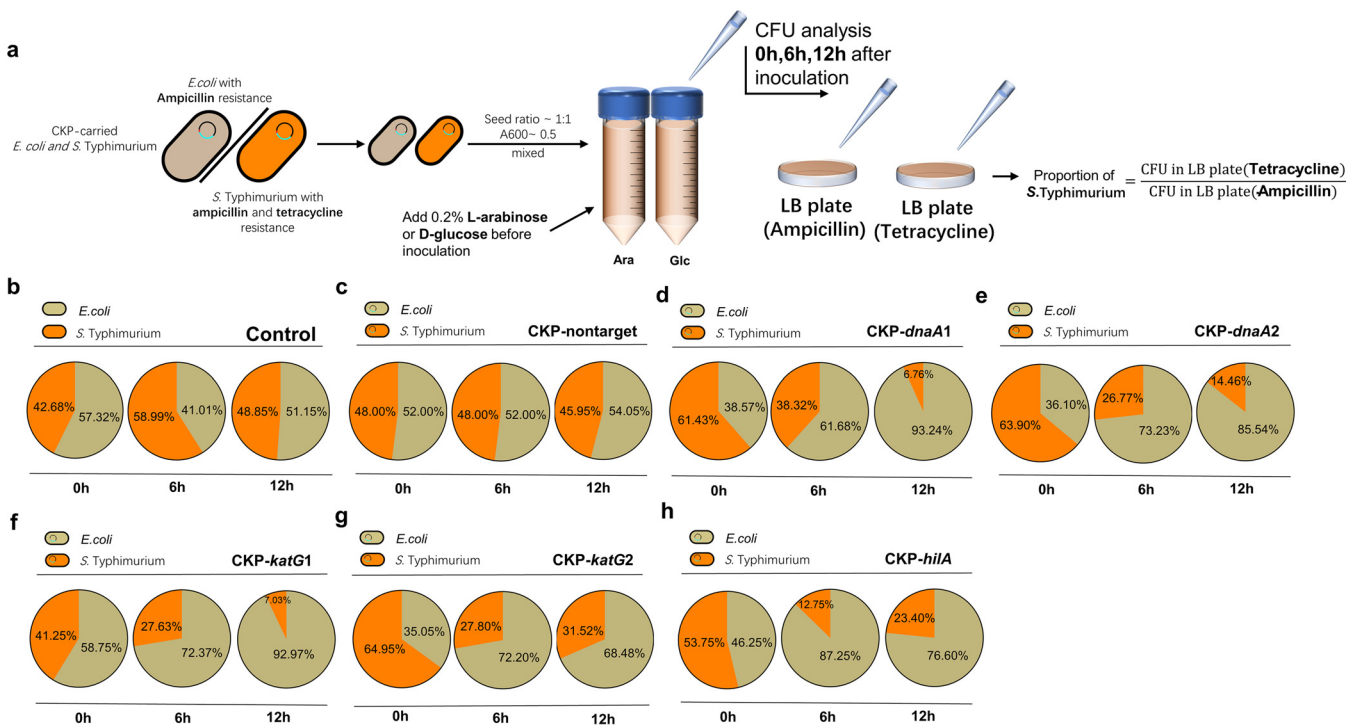 a
E.coli with
Ampicillin resistance
CKP-carried
E. coli and S. Typhimurium
S. Typhimurium with
ampicillin and tetracycline
resistance
Seed ratio ~ 1:1
A600~ 0.5
mixed
Add 0.2% L-arabinose
or D-glucose before
inoculation
Ara
Glc
CFU analysis
0h,6h,12h after
inoculation
LB plate
(Ampicillin)
LB plate
(Tetracycline)
Proportion of
S.Typhimurium
=
CFU in LB plate(Tetracycline)
CFU in LB plate(Ampicillin)
b
E.coli
S. Typhimurium
Control
42.68%
57.32%
58.99%
41.01%
48.85%
51.15%
0h
6h
12h
c
E.coli
S. Typhimurium
CKP-nontarget
48.00%
52.00%
48.00%
52.00%
45.95%
54.05%
0h
6h
12h
d
E.coli
S. Typhimurium
CKP-dnaA1
61.43%
38.57%
38.32%
61.68%
6.76%
93.24%
0h
6h
12h
e
E.coli
S. Typhimurium
CKP-dnaA2
63.90%
36.10%
26.77%
73.23%
14.46%
85.54%
0h
6h
12h
f
E.coli
S. Typhimurium
CKP-katG1
41.25%
58.75%
27.63%
72.37%
7.03%
92.97%
0h
6h
12h
g
E.coli
S. Typhimurium
CKP-katG2
64.95%
35.05%
27.80%
72.20%
31.52%
68.48%
0h
6h
12h
h
E.coli
S. Typhimurium
CKP-hilA
53.75%
46.25%
12.75%
87.25%
23.40%
76.60%
0h
6h
12h